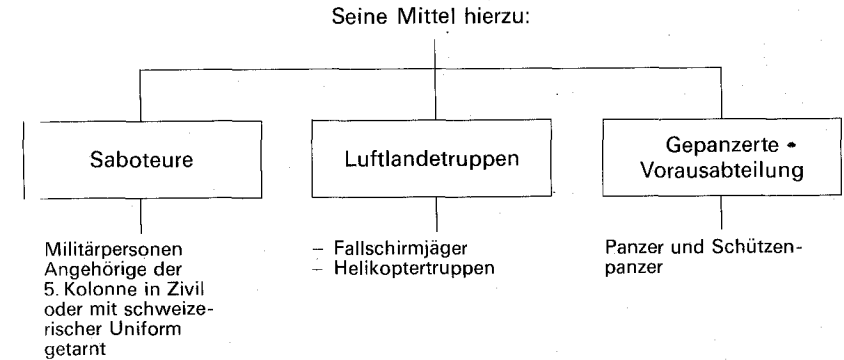 Seine Mittel hierzu:
Saboteure
Luftlandetruppen
Gepanzerte
Vorausabteilung
Militärpersonen
Angehörige der
5. Kolonne in Zivil
oder mit schweize-
rischer Uniform
getarnt
– Fallschirmjäger
– Helikoptertruppen
Panzer und Schützen-
panzer